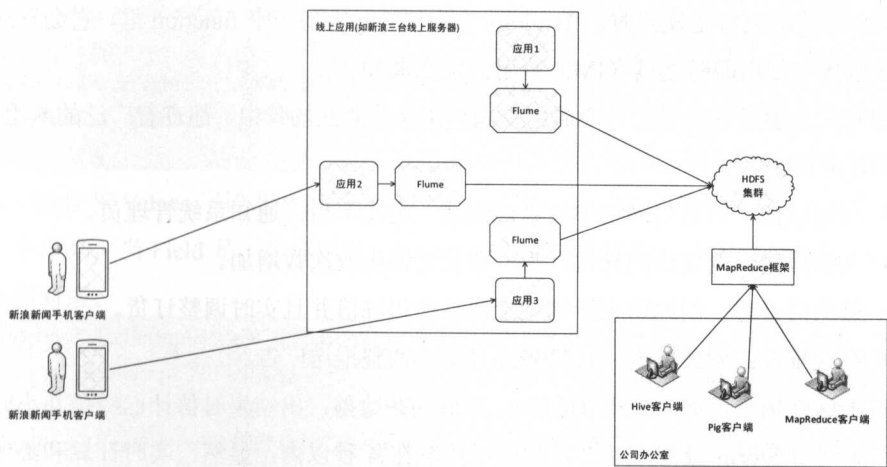 线上应用(如新浪三台线上服务器)
应用1
Flume
应用2
Flume
HDFS
集群
Flume
应用3
MapReduce框架
新浪新闻手机客户端
新浪新闻手机客户端
Hive客户端
Pig客户端
MapReduce客户端
公司办公室